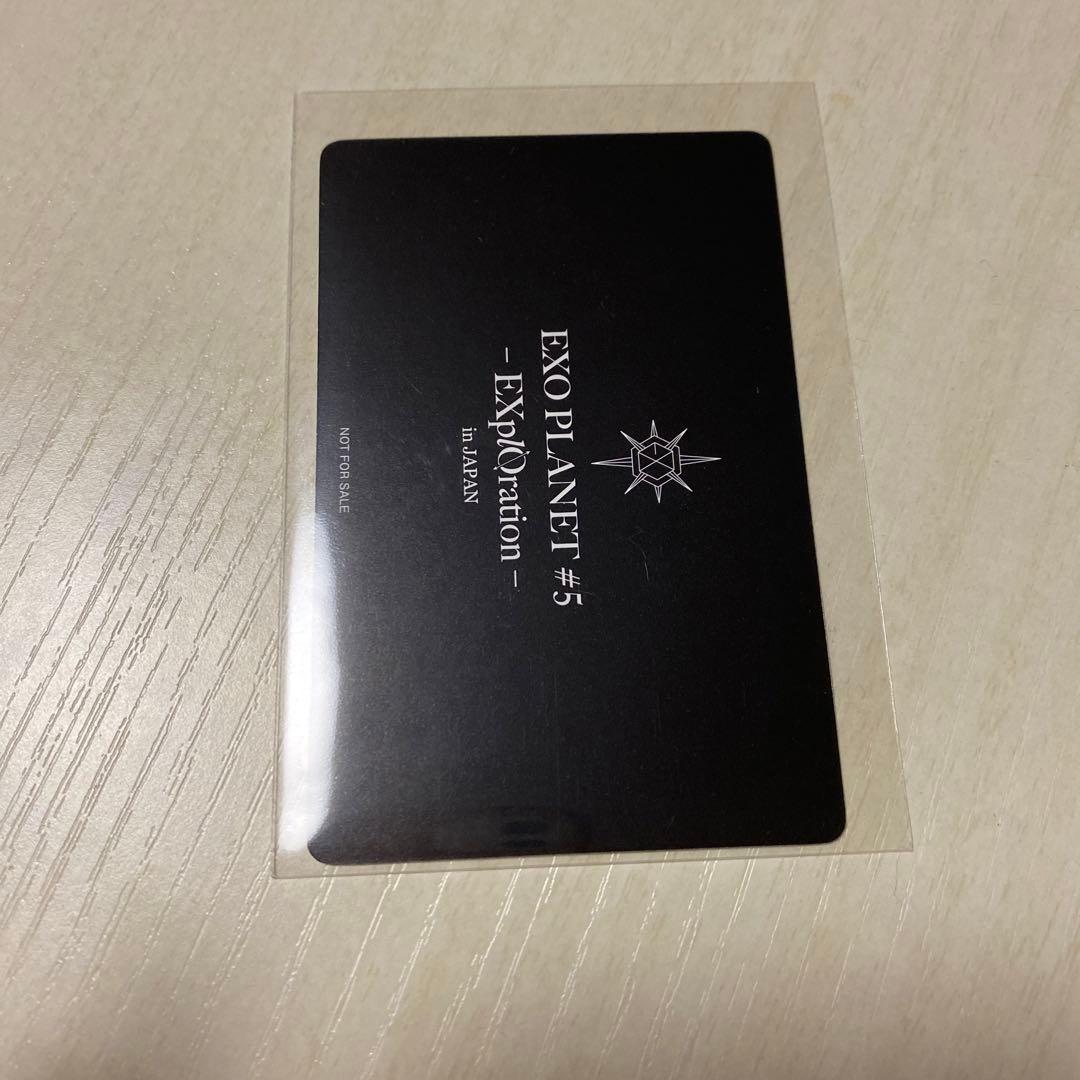 EXO PLANET #5
– EXplOration –
in JAPAN
NOT FOR SALE